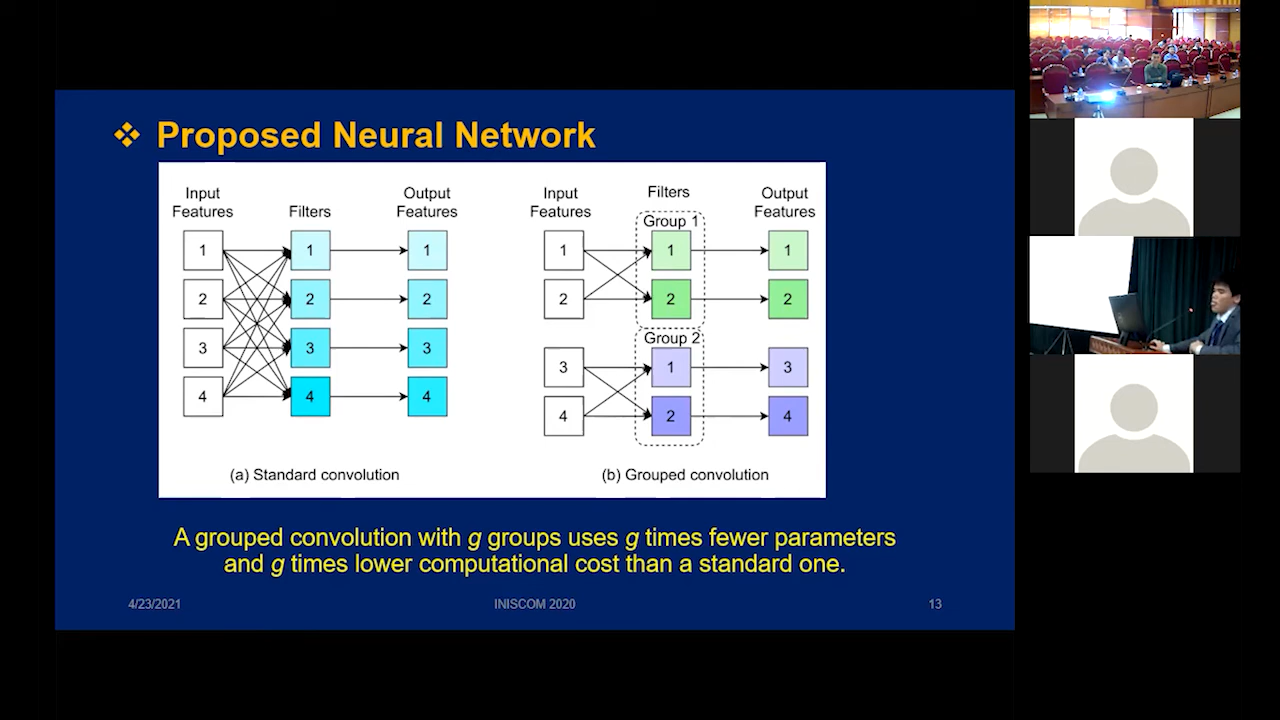 ❖ Proposed Neural Network
Input Features
Filters
Output Features
1 1 1
2 2 2
3 3 3
4 4 4
(a) Standard convolution
Input Features
Filters
Output Features
Group 1
1 1 1
2 2 2
Group 2
3 1 3
4 2 4
(b) Grouped convolution
A grouped convolution with g groups uses g times fewer parameters
and g times lower computational cost than a standard one.
4/23/2021 INISCOM 2020 13